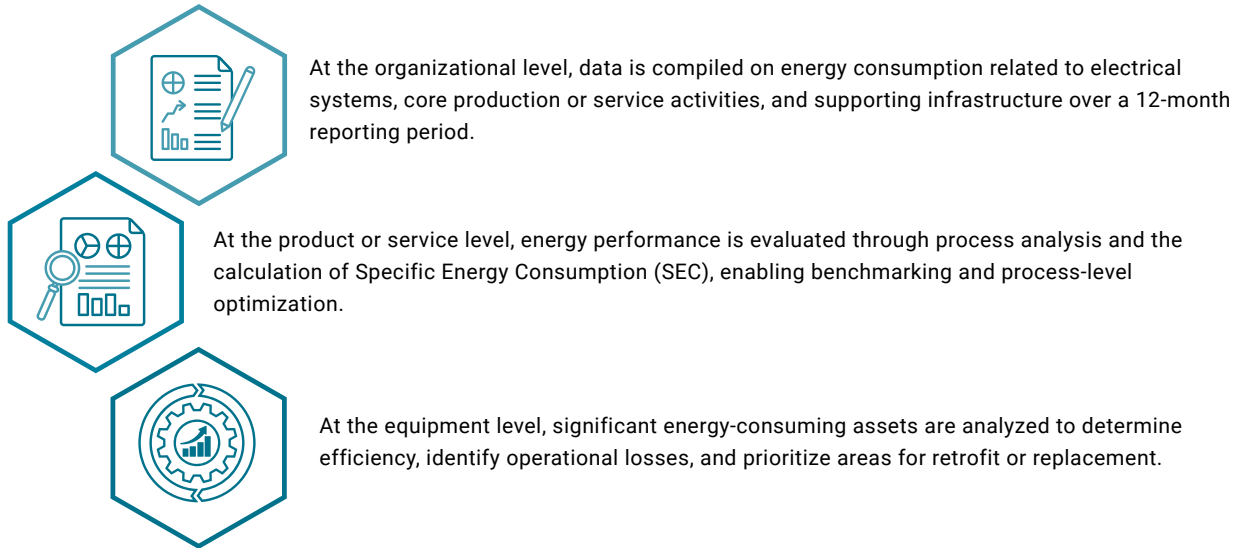 At the organizational level, data is compiled on energy consumption related to electrical
systems, core production or service activities, and supporting infrastructure over a 12-month
reporting period.
At the product or service level, energy performance is evaluated through process analysis and the
calculation of Specific Energy Consumption (SEC), enabling benchmarking and process-level
optimization.
At the equipment level, significant energy-consuming assets are analyzed to determine
efficiency, identify operational losses, and prioritize areas for retrofit or replacement.